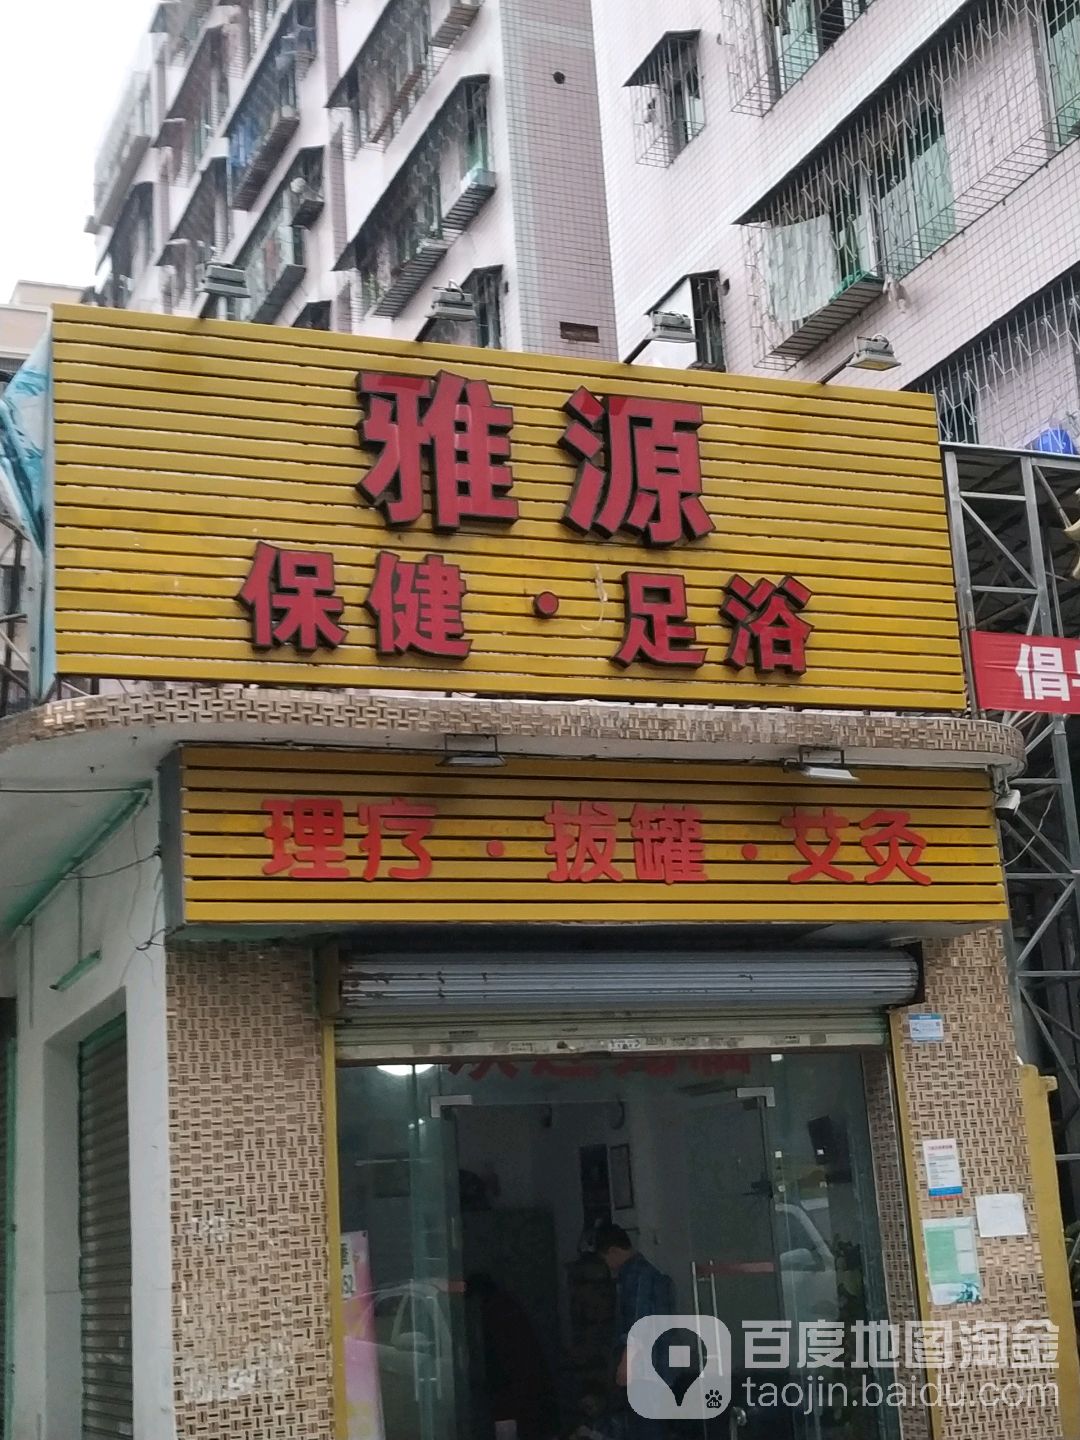 雅源
保健·足浴
倡
理疗·拔罐·艾灸
百度地图淘金
taojin.baidu.com